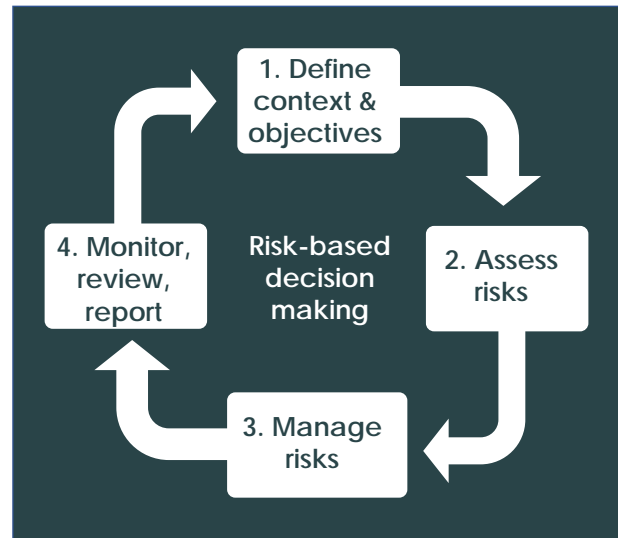 1. Define
context &
objectives
2. Assess
risks
3. Manage
risks
4. Monitor,
review,
report
Risk-based
decision
making